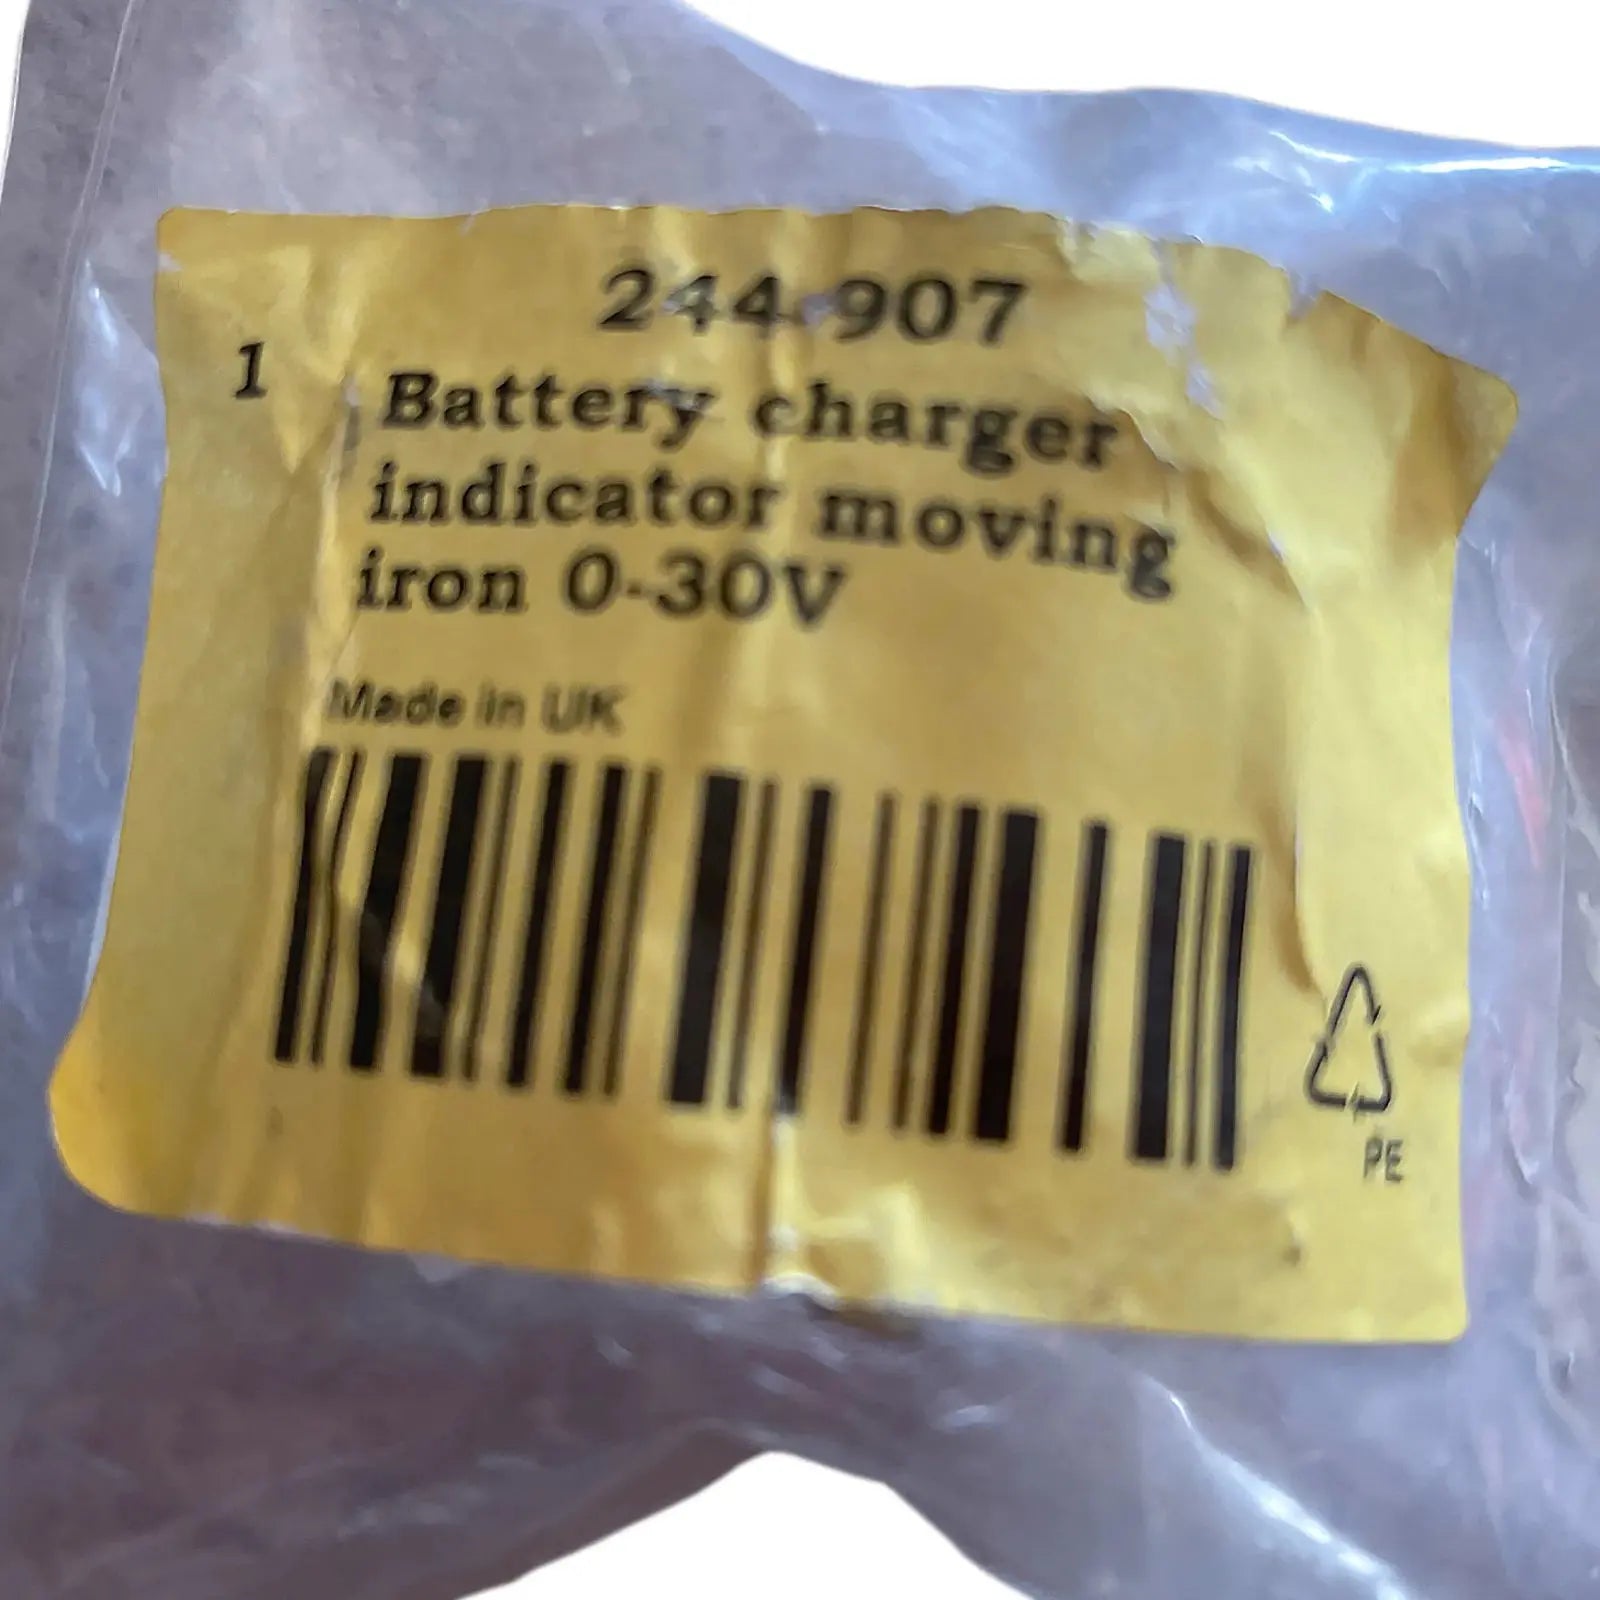 244-907
1
Battery charger
indicator moving
iron 0-30V
Made in UK
PE